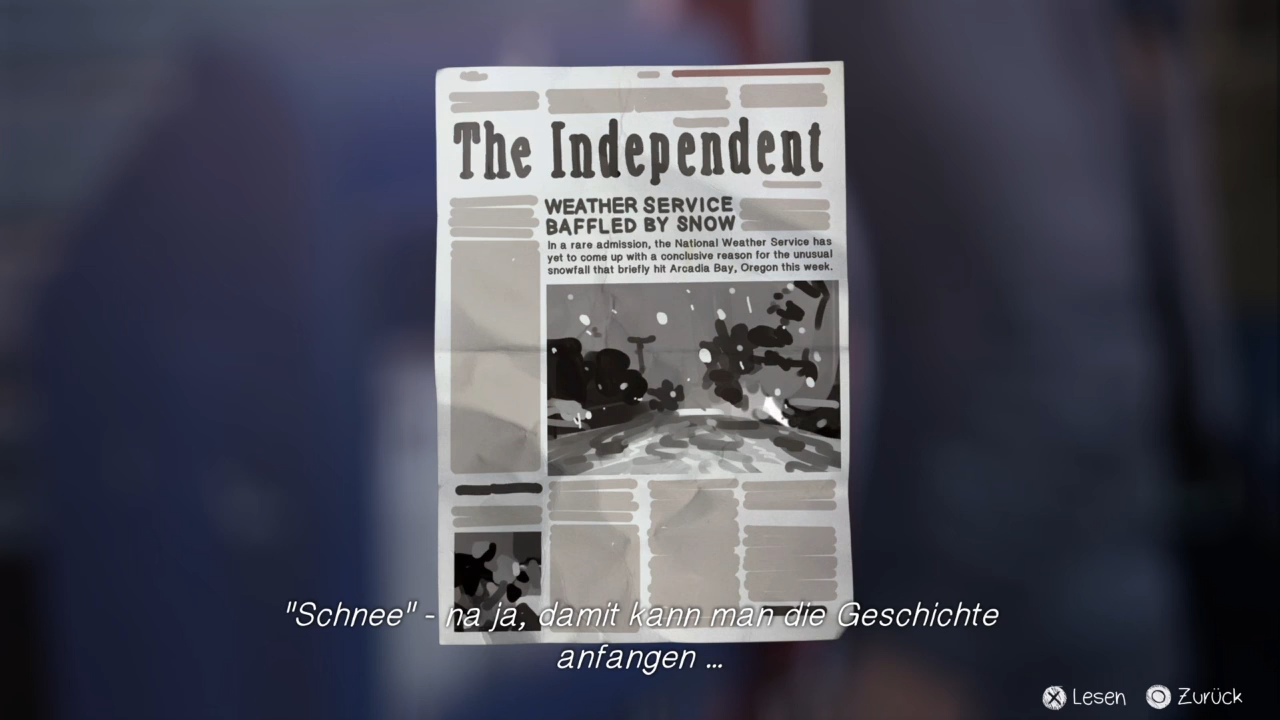 The Independent
WEATHER SERVICE
BAFFLED BY SNOW
In a rare admission, the National Weather Service has
yet to come up with a conclusive reason for the unusual
snowfall that briefly hit Arcadia Bay, Oregon this week.
"Schnee" - na ja, damit kann man die Geschichte
anfangen ...
Lesen
Zurück